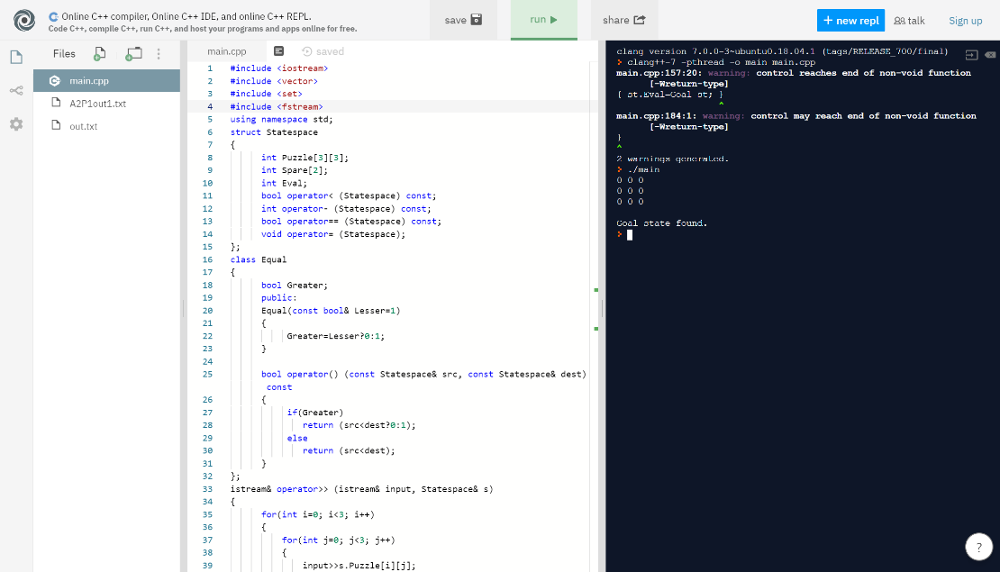 Online C++ compiler, Online C++ IDE, and online C++ REPL.
Code C++, compile C++, run C++, and host your programs and apps online for free.
save
run
share
+ new repl
talk
Sign up
Files
main.cpp
A2P1out1.txt
out.txt
main.cpp
saved
1 #include <iostream>
2 #include <vector>
3 #include <set>
4 #include <fstream>
5 using namespace std;
6 struct Statespace
7 {
8 int Puzzle[3][3];
9 int Spare[2];
10 int Eval;
11 bool operator< (Statespace) const;
12 int operator- (Statespace) const;
13 bool operator== (Statespace) const;
14 void operator= (Statespace);
15 };
16 class Equal
17 {
18 bool Greater;
19 public:
20 Equal(const bool& Lesser=1)
21 {
22 Greater=Lesser?0:1;
23 }
24
25 bool operator() (const Statespace& src, const Statespace& dest)
const
26 {
27 if(Greater)
28 return (src<dest?0:1);
29 else
30 return (src<dest);
31 }
32 };
33 istream& operator>> (istream& input, Statespace& s)
34 {
35 for(int i=0; i<3; i++)
36 {
37 for(int j=0; j<3; j++)
38 {
39 input>>s.Puzzle[i][j];
clang version 7.0.0-3~ubuntu0.18.04.1 (tags/RELEASE_700/final)
> clang++-7 -pthread -o main main.cpp
main.cpp:157:20: warning: control reaches end of non-void function
[-Wreturn-type]
{ st.Eval=Goal st; }
^
main.cpp:184:1: warning: control may reach end of non-void function
[-Wreturn-type]
}
^
2 warnings generated.
> ./main
0 0 0
0 0 0
0 0 0
Goal state found.
>
?